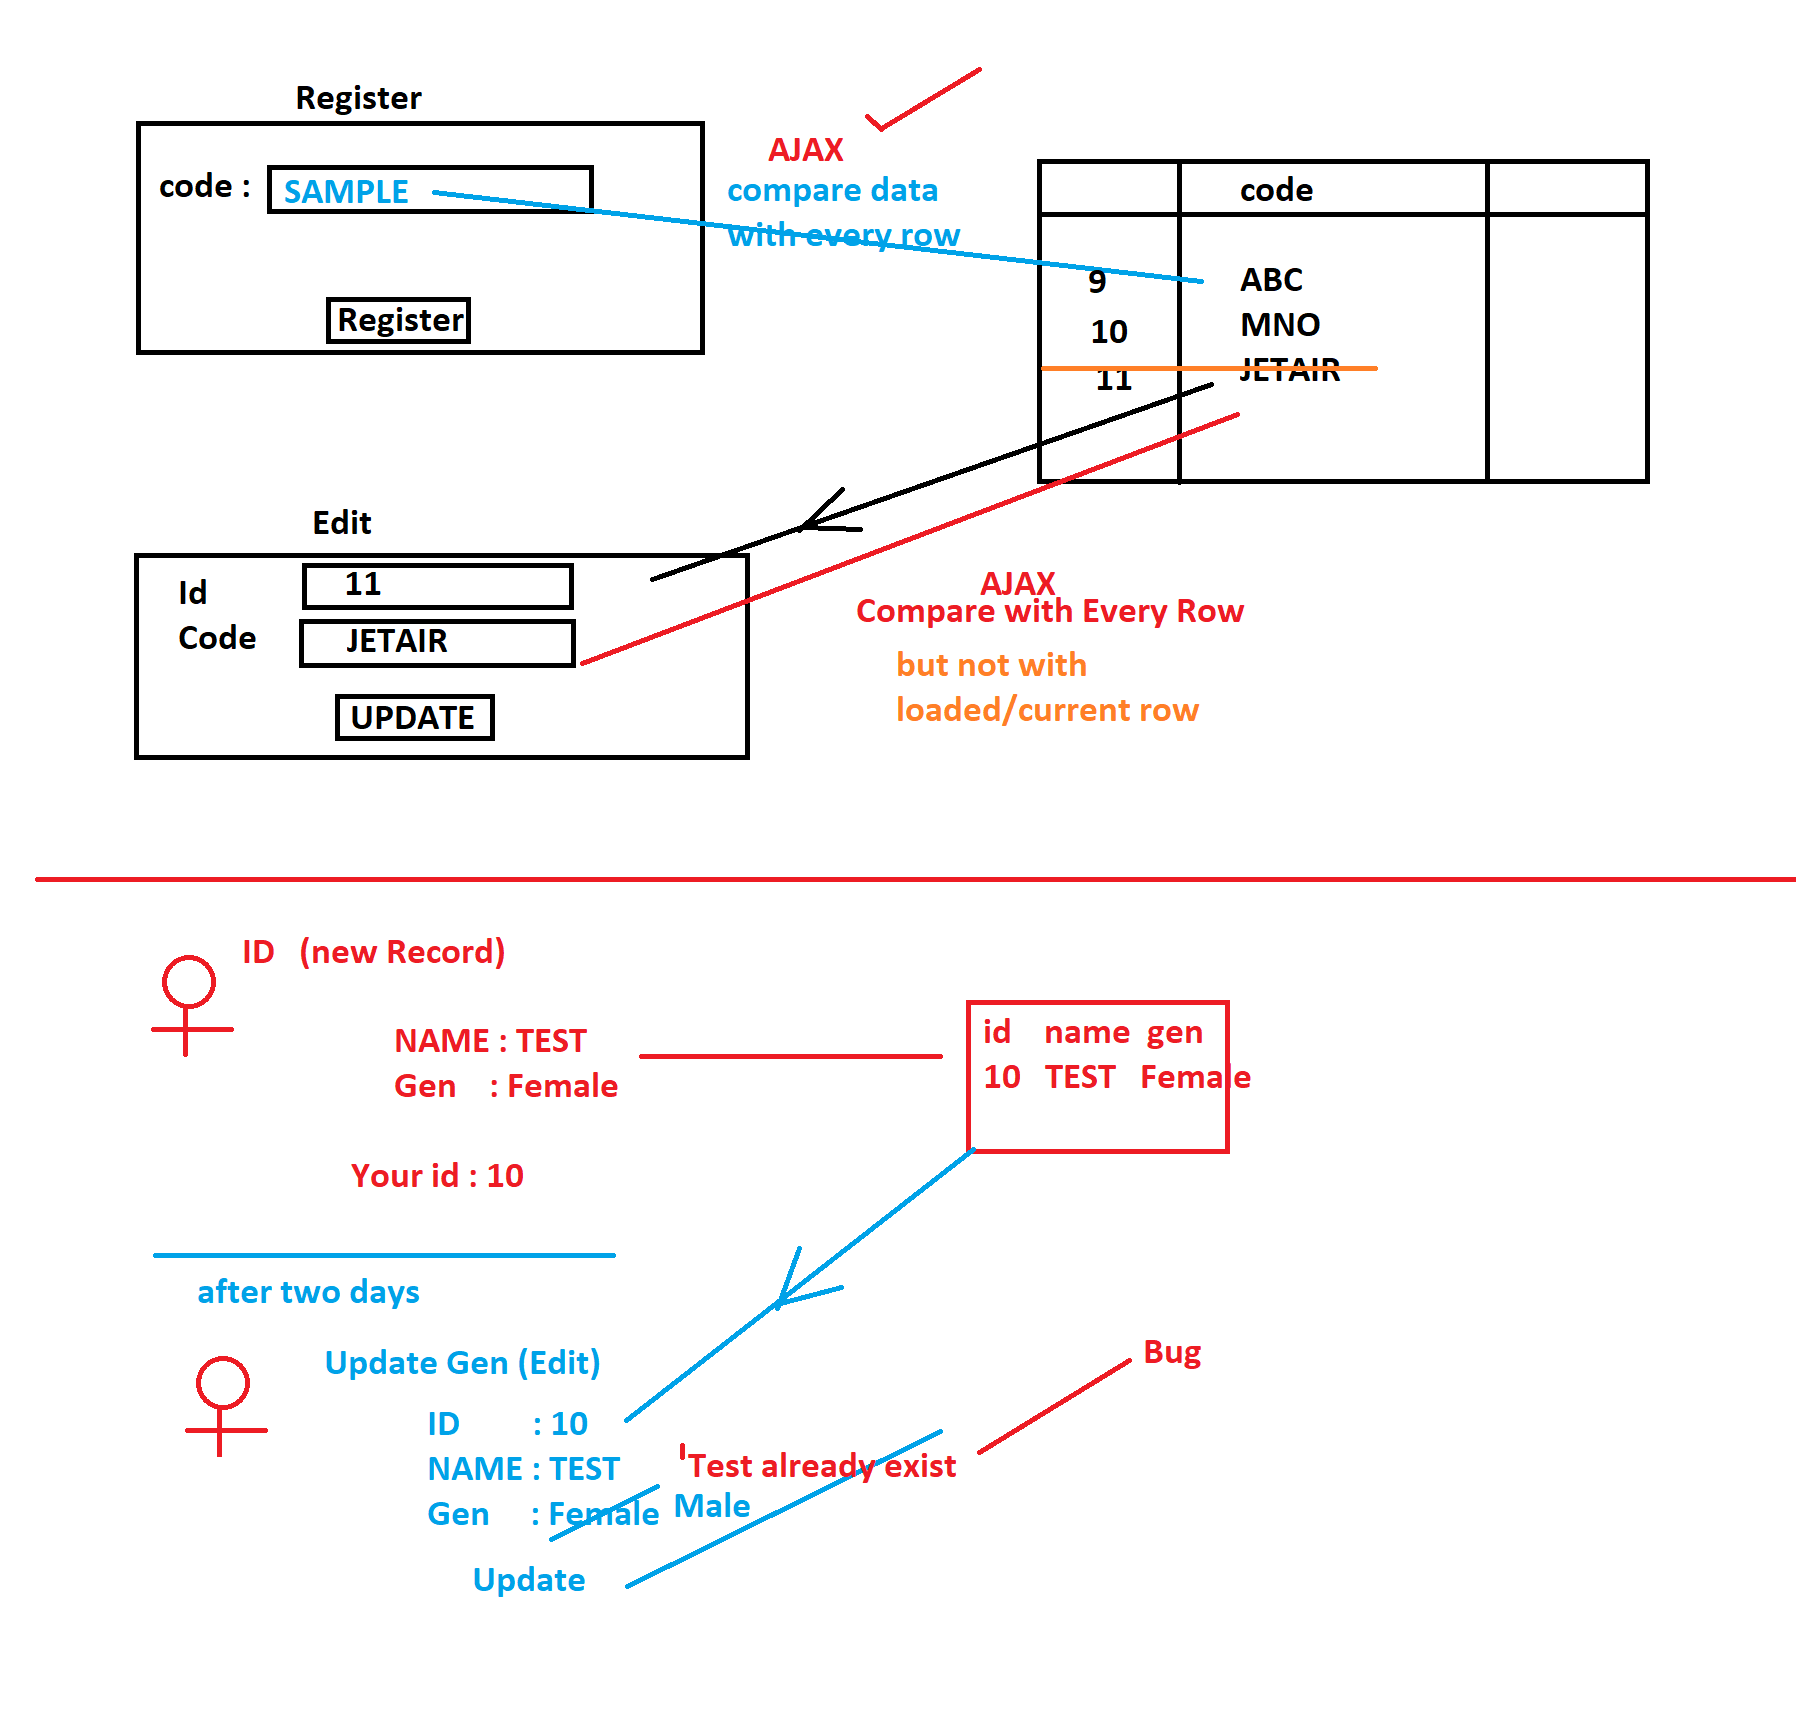 Register
code :
SAMPLE
Register
AJAX
compare data
with every row
code
9
ABC
10
MNO
11
JETAIR
Edit
Id
11
Code
JETAIR
UPDATE
AJAX
Compare with Every Row
but not with
loaded/current row
ID (new Record)
NAME : TEST
Gen : Female
Your id : 10
id name gen
10 TEST Female
after two days
Update Gen (Edit)
ID : 10
NAME : TEST
'Test already exist
Gen : Female
Male
Update
Bug